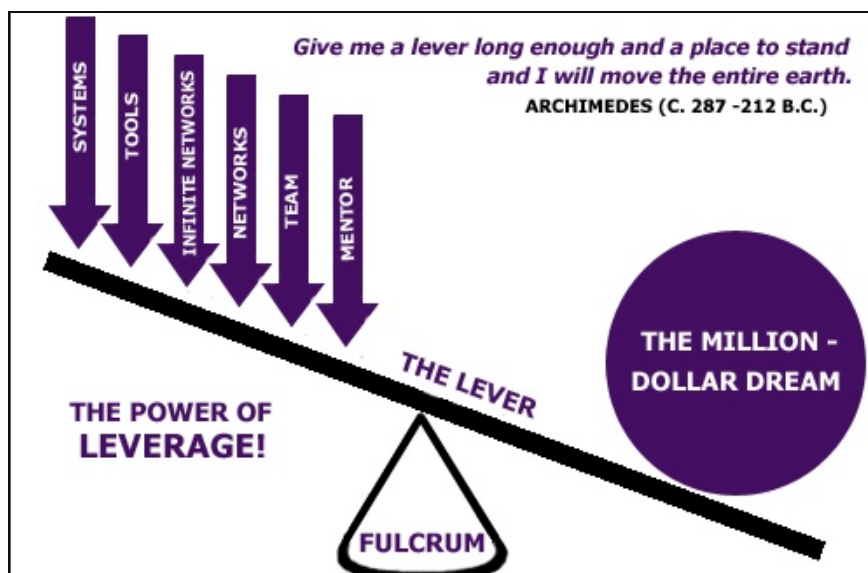 Give me a lever long enough and a place to stand
and I will move the entire earth.
ARCHIMEDES (C. 287 -212 B.C.)
SYSTEMS
TOOLS
INFINITE NETWORKS
NETWORKS
TEAM
MENTOR
THE MILLION -
DOLLAR DREAM
THE LEVER
THE POWER OF
LEVERAGE!
FULCRUM